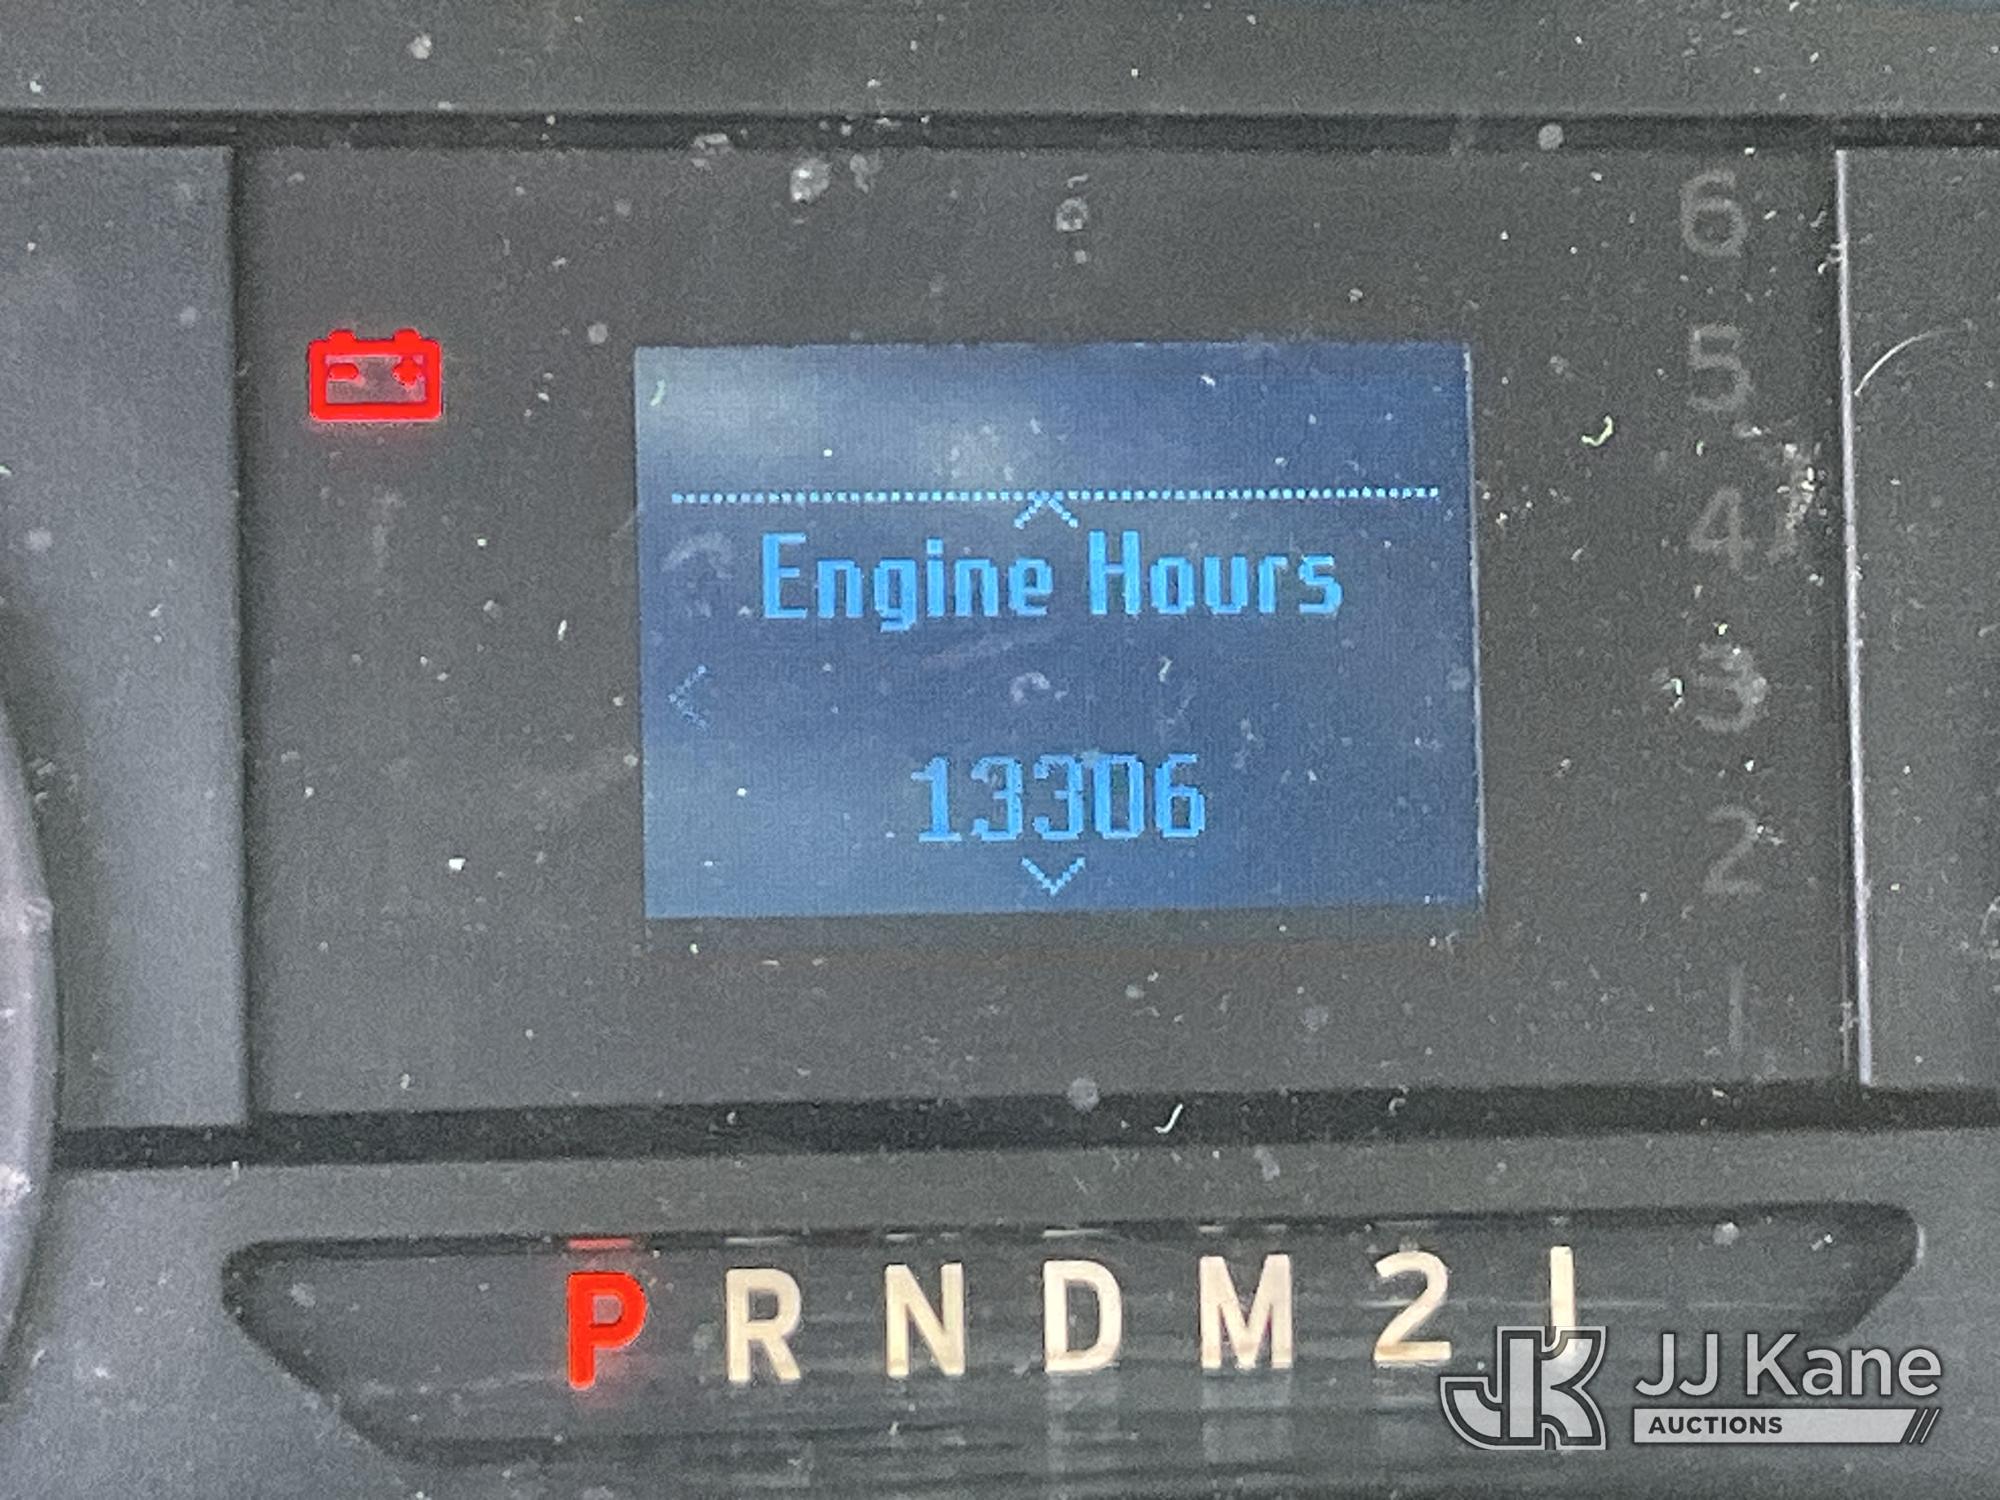 6
5
4
3
2
1
Engine Hours
13306
P R N D M 2 1
JJ Kane
AUCTIONS